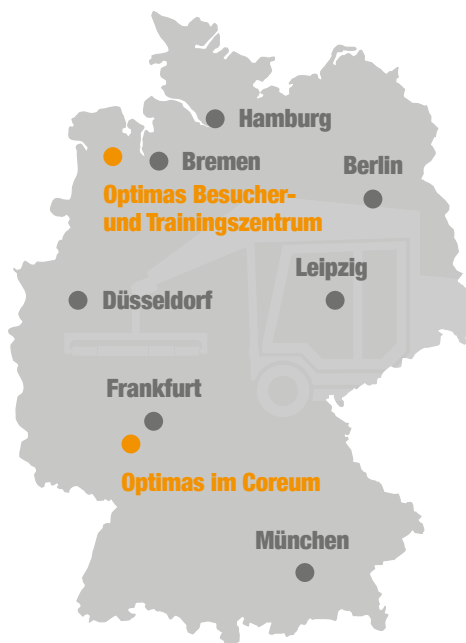 Hamburg
Bremen
Berlin
Optimas Besucher-
und Trainingszentrum
Leipzig
Düsseldorf
Frankfurt
Optimas im Coreum
München